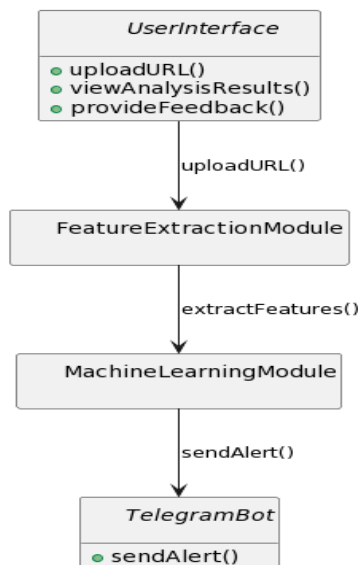 UserInterface
uploadURL()
viewAnalysisResults()
provideFeedback()
uploadURL()
FeatureExtractionModule
extractFeatures()
MachineLearningModule
sendAlert()
TelegramBot
sendAlert()